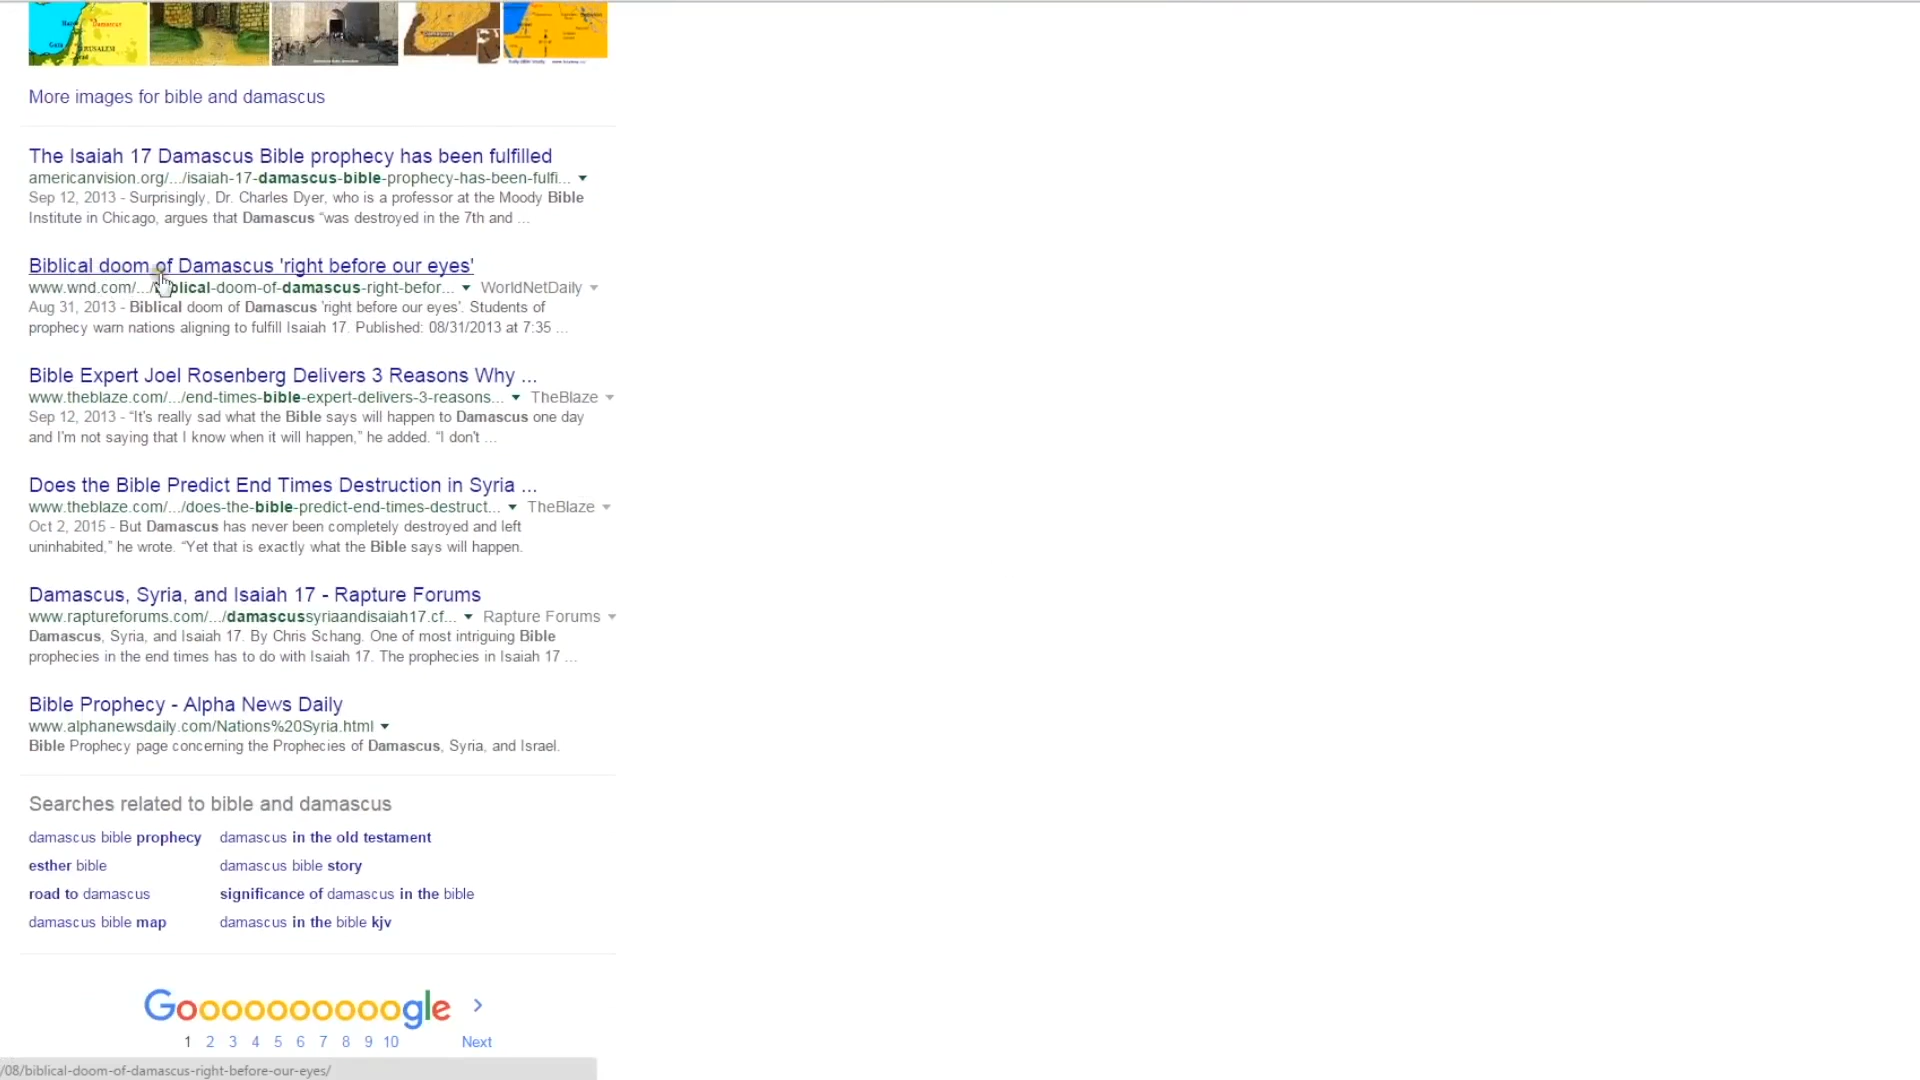 Damascus
Gaza
More images for bible and damascus
The Isaiah 17 Damascus Bible prophecy has been fulfilled
americanvision.org/.../isaiah-17-damascus-bible-prophecy-has-been-fulfi...
Sep 12, 2013 - Surprisingly, Dr. Charles Dyer, who is a professor at the Moody Bible
Institute in Chicago, argues that Damascus “was destroyed in the 7th and ...
Biblical doom of Damascus 'right before our eyes'
www.wnd.com/.../biblical-doom-of-damascus-right-befor... WorldNetDaily
Aug 31, 2013 - Biblical doom of Damascus 'right before our eyes'. Students of
prophecy warn nations aligning to fulfill Isaiah 17. Published: 08/31/2013 at 7:35 ...
Bible Expert Joel Rosenberg Delivers 3 Reasons Why ...
www.theblaze.com/.../end-times-bible-expert-delivers-3-reasons... TheBlaze
Sep 12, 2013 - “It's really sad what the Bible says will happen to Damascus one day
and I'm not saying that I know when it will happen,” he added. “I don't ...
Does the Bible Predict End Times Destruction in Syria ...
www.theblaze.com/.../does-the-bible-predict-end-times-destruct... TheBlaze
Oct 2, 2015 - But Damascus has never been completely destroyed and left
uninhabited,” he wrote. “Yet that is exactly what the Bible says will happen.
Damascus, Syria, and Isaiah 17 - Rapture Forums
www.raptureforums.com/.../damascussyriaandisaiah17.cf... Rapture Forums
Damascus, Syria, and Isaiah 17. By Chris Schang. One of most intriguing Bible
prophecies in the end times has to do with Isaiah 17. The prophecies in Isaiah 17 ...
Bible Prophecy - Alpha News Daily
www.alphanewsdaily.com/Nations%20Syria.html
Bible Prophecy page concerning the Prophecies of Damascus, Syria, and Israel.
Searches related to bible and damascus
damascus bible prophecy damascus in the old testament
esther bible damascus bible story
road to damascus significance of damascus in the bible
damascus bible map damascus in the bible kjv
Goooooooooogle >
1 2 3 4 5 6 7 8 9 10 Next
/08/biblical-doom-of-damascus-right-before-our-eyes/